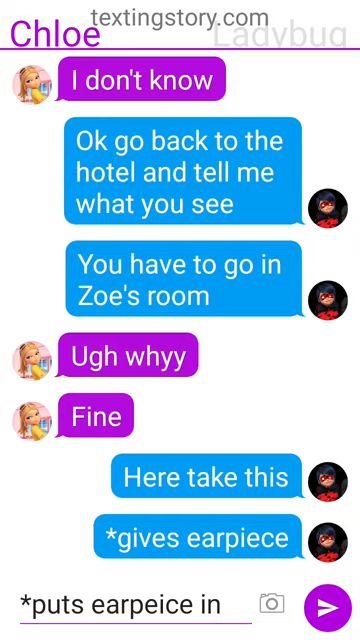 textingstory.com
Chloe
Ladybug
I don't know
Ok go back to the
hotel and tell me
what you see
You have to go in
Zoe's room
Ugh whyy
Fine
Here take this
*gives earpiece
*puts earpeice in